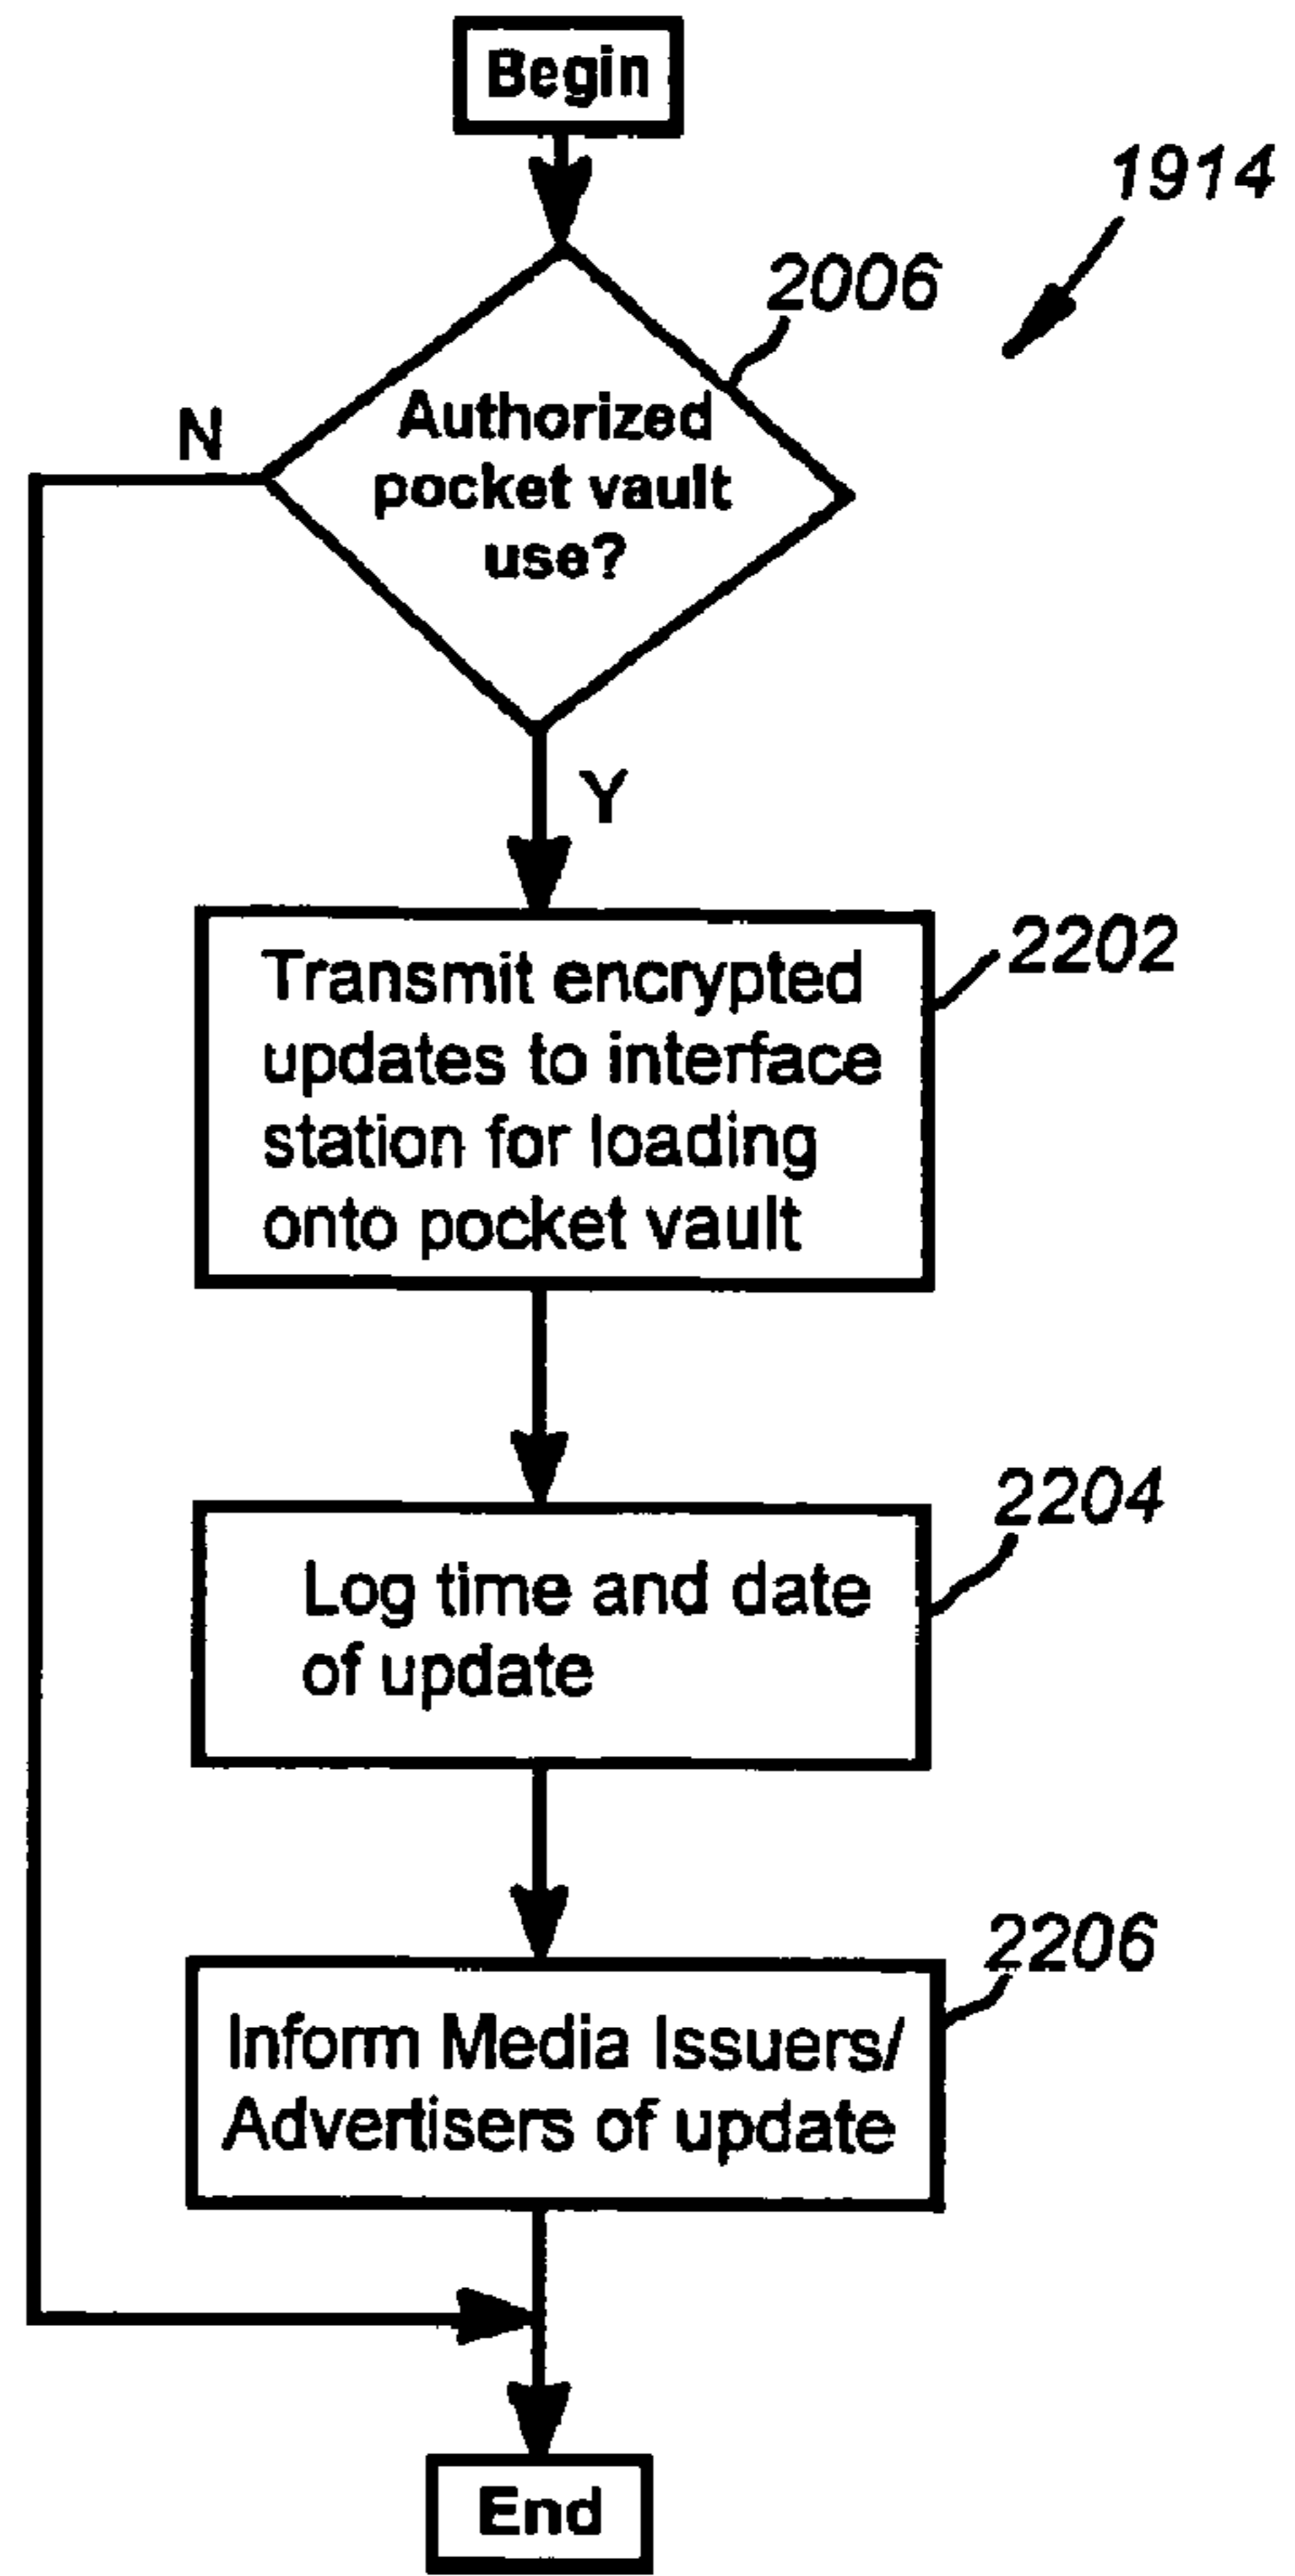 Begin
1914
2006
Authorized
pocket vault
use?
N
Y
2202
Transmit encrypted
updates to interface
station for loading
onto pocket vault
2204
Log time and date
of update
2206
Inform Media Issuers/
Advertisers of update
End